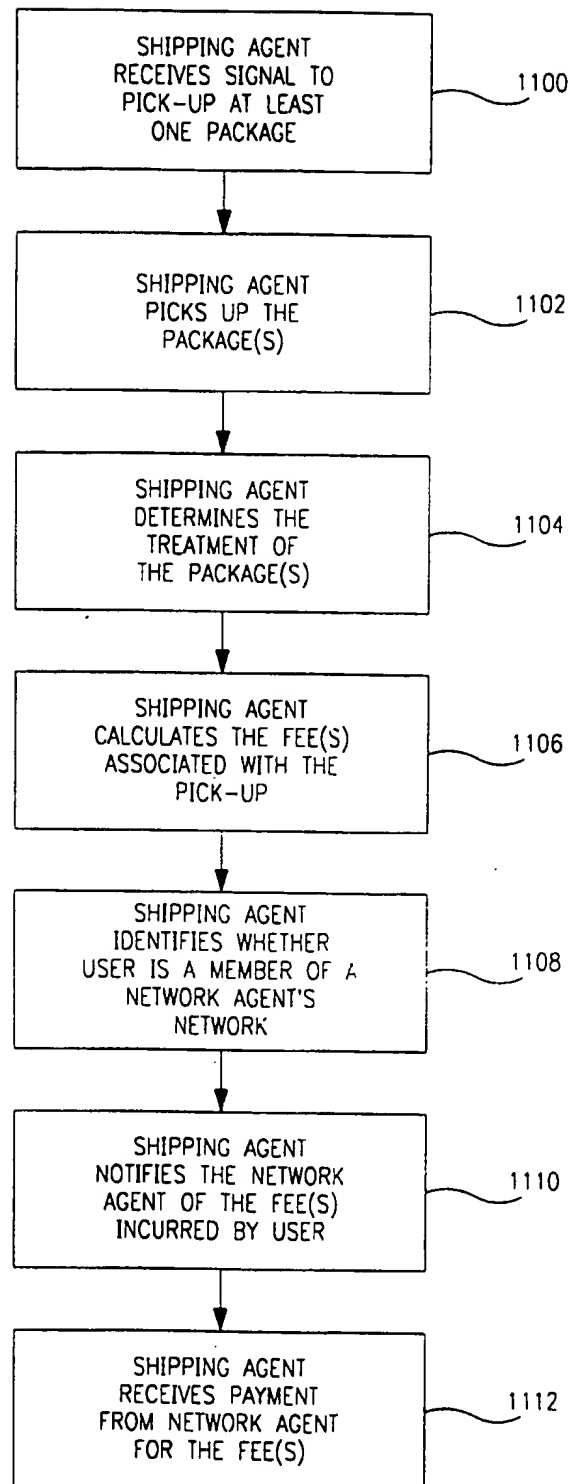 SHIPPING AGENT
RECEIVES SIGNAL TO
PICK-UP AT LEAST
ONE PACKAGE
1100
SHIPPING AGENT
PICKS UP THE
PACKAGE(S)
1102
SHIPPING AGENT
DETERMINES THE
TREATMENT OF
THE PACKAGE(S)
1104
SHIPPING AGENT
CALCULATES THE FEE(S)
ASSOCIATED WITH THE
PICK-UP
1106
SHIPPING AGENT
IDENTIFIES WHETHER
USER IS A MEMBER OF A
NETWORK AGENT'S
NETWORK
1108
SHIPPING AGENT
NOTIFIES THE NETWORK
AGENT OF THE FEE(S)
INCURRED BY USER
1110
SHIPPING AGENT
RECEIVES PAYMENT
FROM NETWORK AGENT
FOR THE FEE(S)
1112